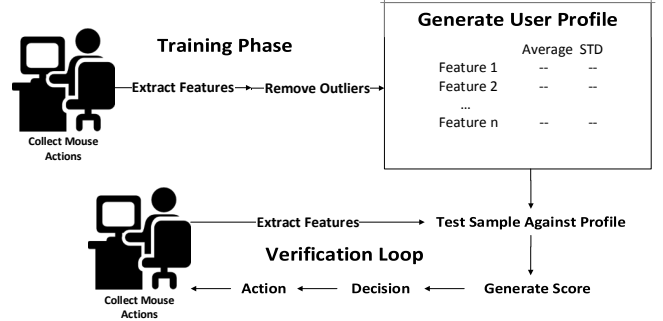 Training Phase
Generate User Profile
Average STD
Feature 1 -- --
Feature 2 -- --
...
Feature n -- --
Extract Features
Remove Outliers
Collect Mouse
Actions
Extract Features
Test Sample Against Profile
Verification Loop
Generate Score
Decision
Action
Collect Mouse
Actions